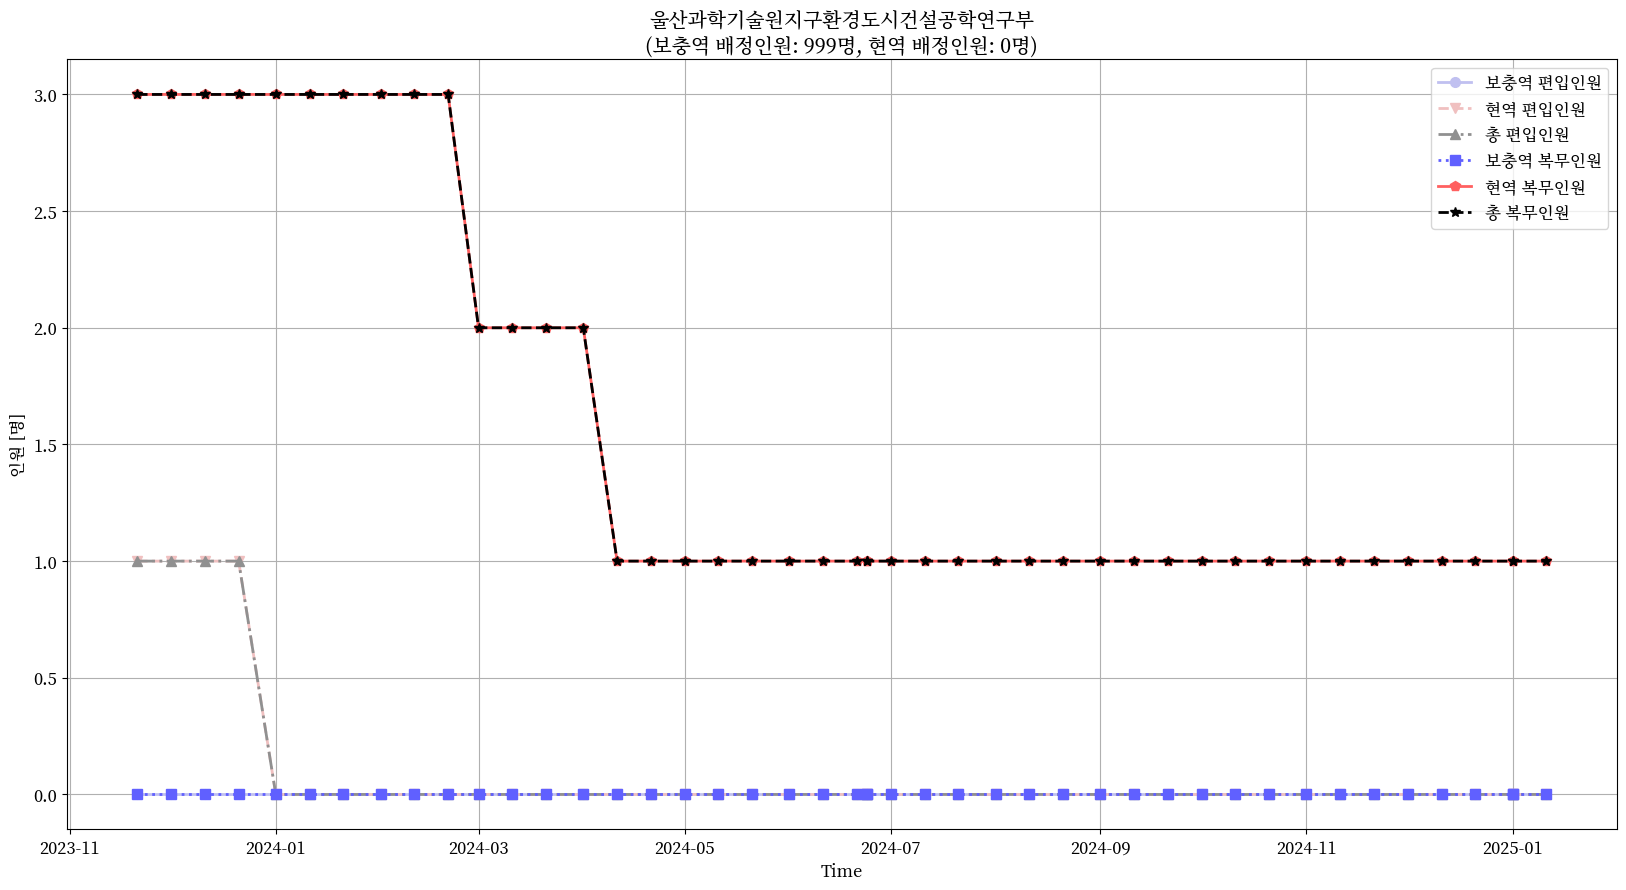 울산과학기술원지구환경도시건설공학연구부
(보충역 배정인원: 999명, 현역 배정인원: 0명)
보충역 편입인원
현역 편입인원
총 편입인원
보충역 복무인원
현역 복무인원
총 복무인원
인원 [명]
3.0
2.5
2.0
1.5
1.0
0.5
0.0
2023-11
2024-01
2024-03
2024-05
2024-07
2024-09
2024-11
2025-01
Time